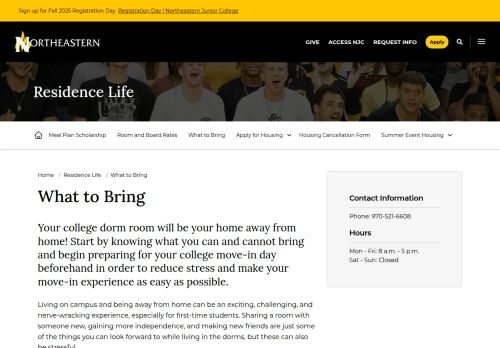 Sign up for Fall 2025 Registration Day Registration Day | Northeastern Junior College
NORTHEASTERN
GIVE ACCESS NJC REQUEST INFO Apply
Residence Life
Meal Plan Scholarship Room and Board Rates What to Bring Apply for Housing Housing Cancellation Form Summer Event Housing
Home / Residence Life / What to Bring
What to Bring
Your college dorm room will be your home away from
home! Start by knowing what you can and cannot bring
and begin preparing for your college move-in day
beforehand in order to reduce stress and make your
move-in experience as easy as possible.
Living on campus and being away from home can be an exciting, challenging, and
nerve-wracking experience, especially for first-time students. Sharing a room with
someone new, gaining more independence, and making new friends are just some
of the things you can look forward to while living in the dorms, but these can also
be stressful.
Contact Information
Phone: 970-521-6608
Hours
Mon - Fri: 8 a.m. - 5 p.m.
Sat - Sun: Closed